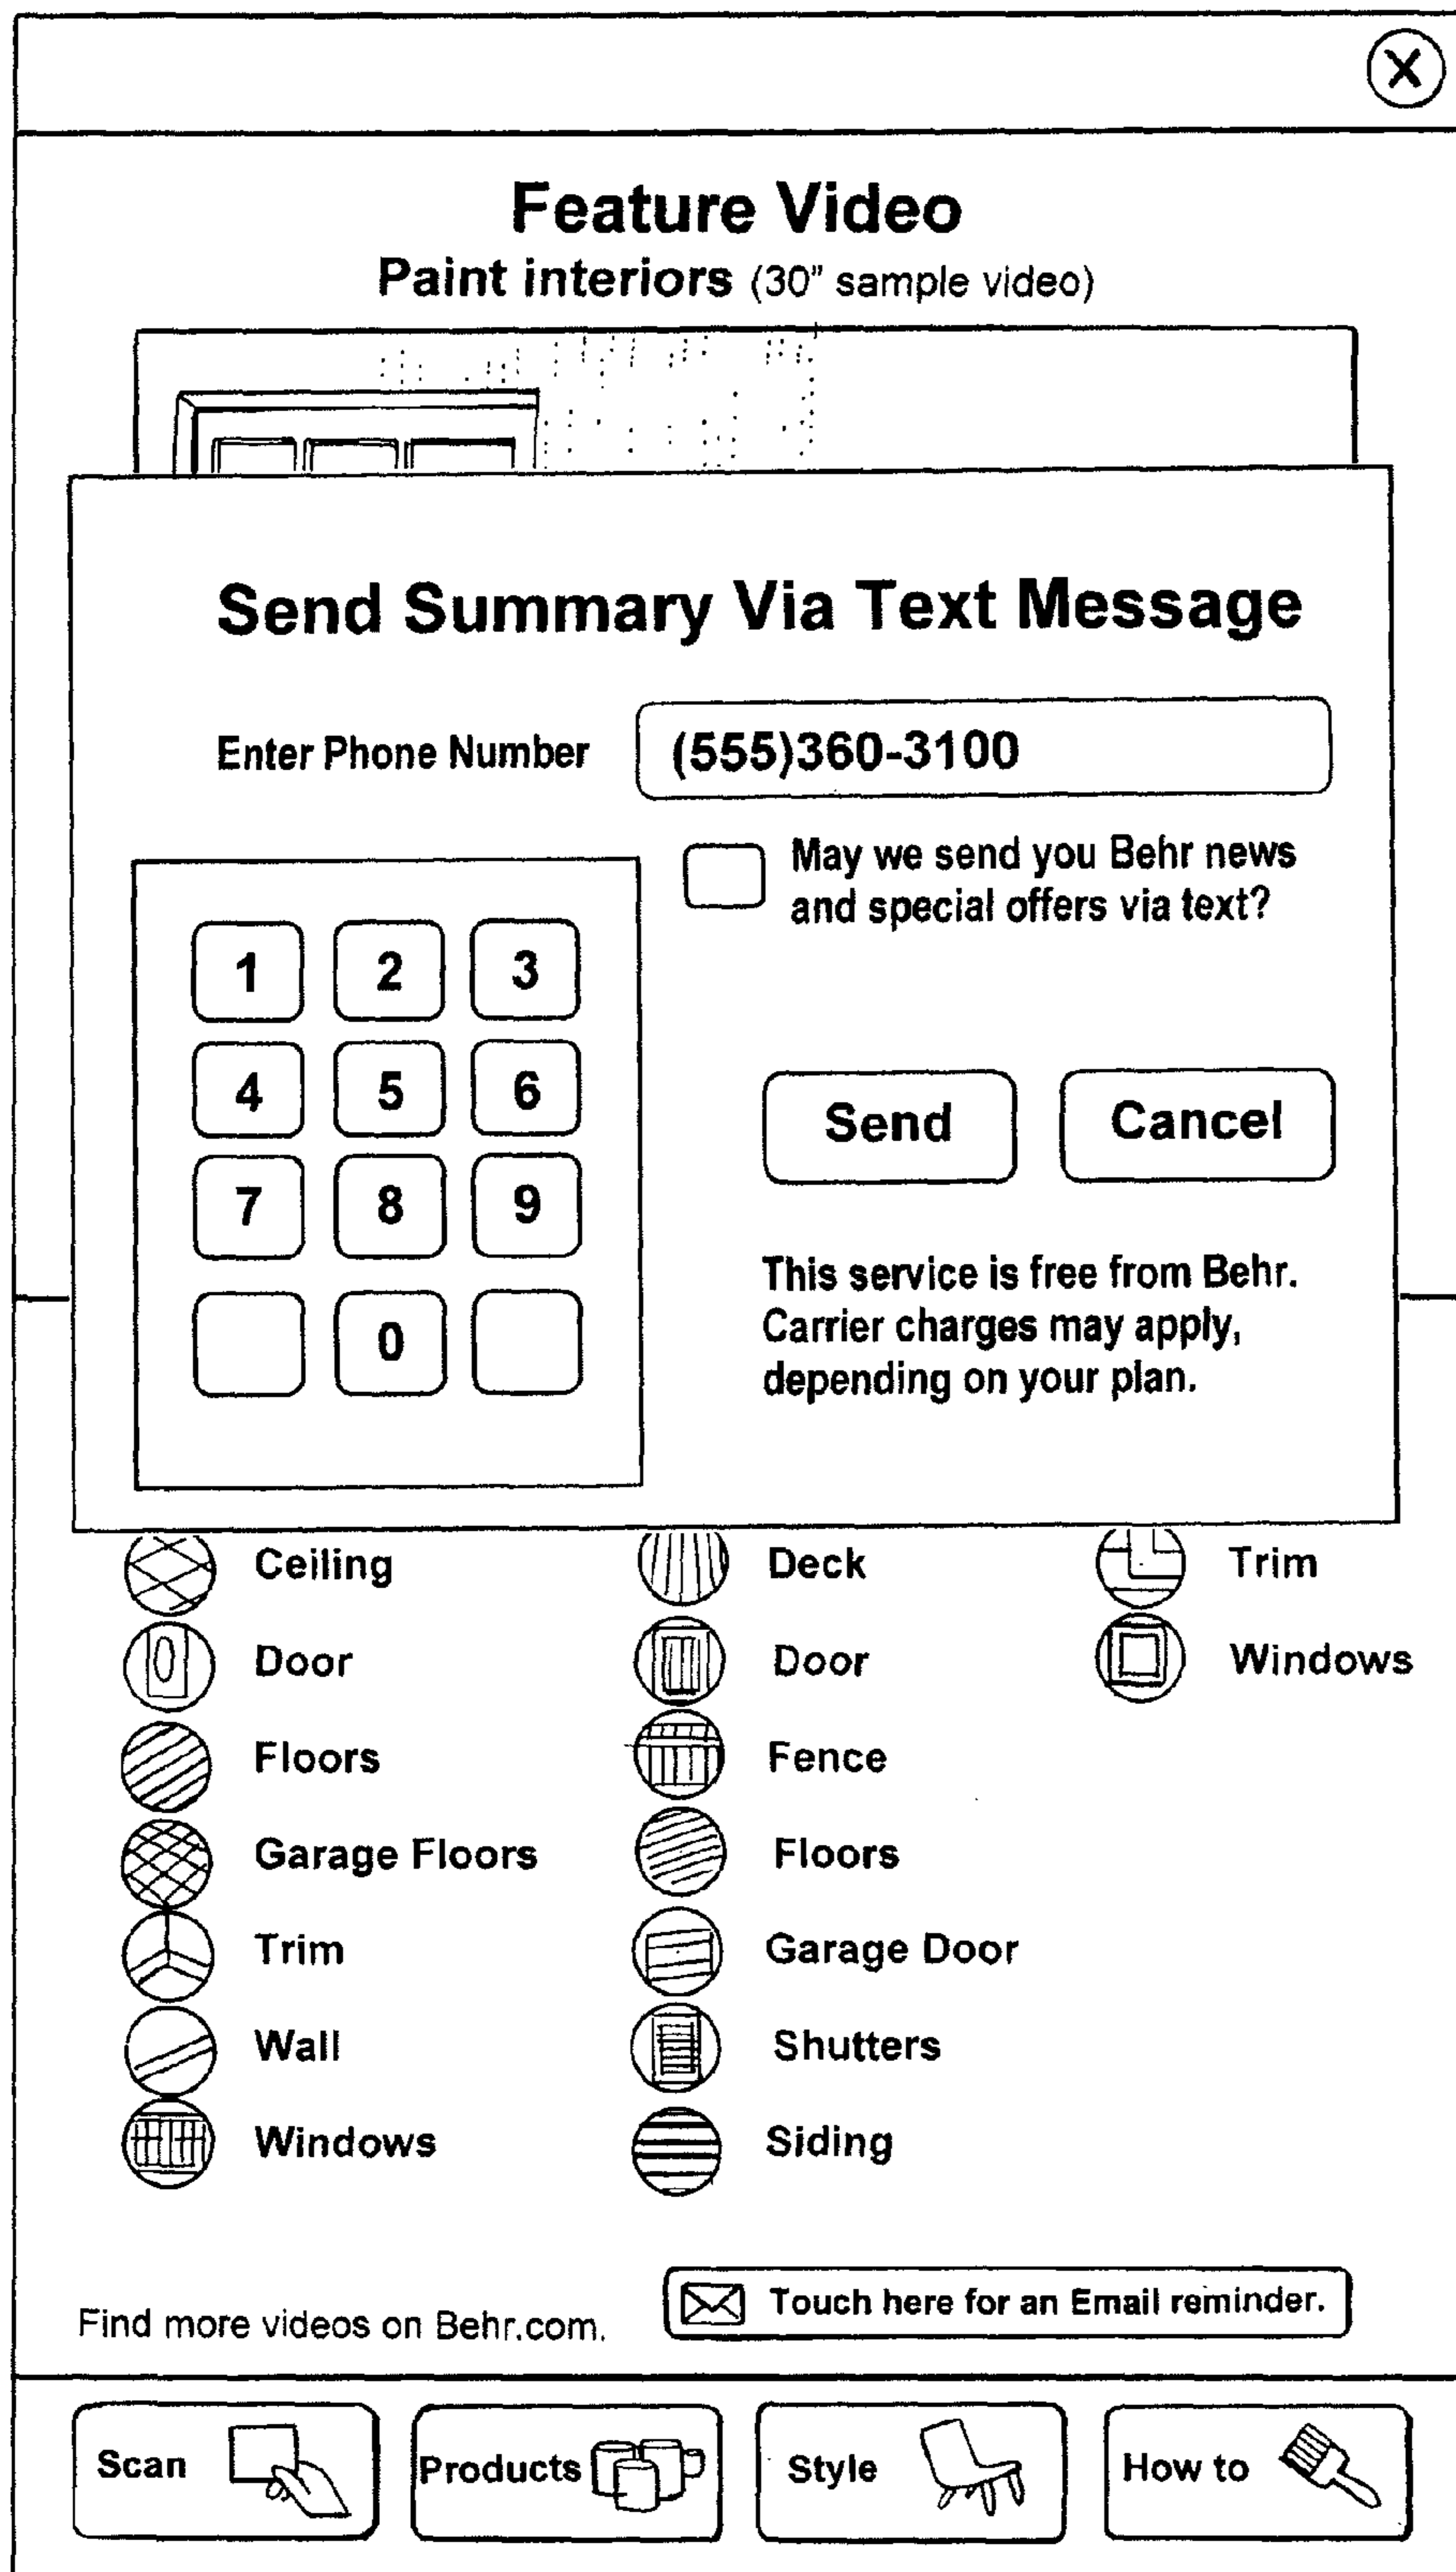 X
Feature Video
Paint interiors (30" sample video)
Send Summary Via Text Message
Enter Phone Number
(555)360-3100
May we send you Behr news
and special offers via text?
1 2 3
4 5 6
7 8 9
0
Send
Cancel
This service is free from Behr.
Carrier charges may apply,
depending on your plan.
Ceiling
Door
Floors
Garage Floors
Trim
Wall
Windows
Deck
Door
Fence
Floors
Garage Door
Shutters
Siding
Trim
Windows
Find more videos on Behr.com.
Touch here for an Email reminder.
Scan
Products
Style
How to